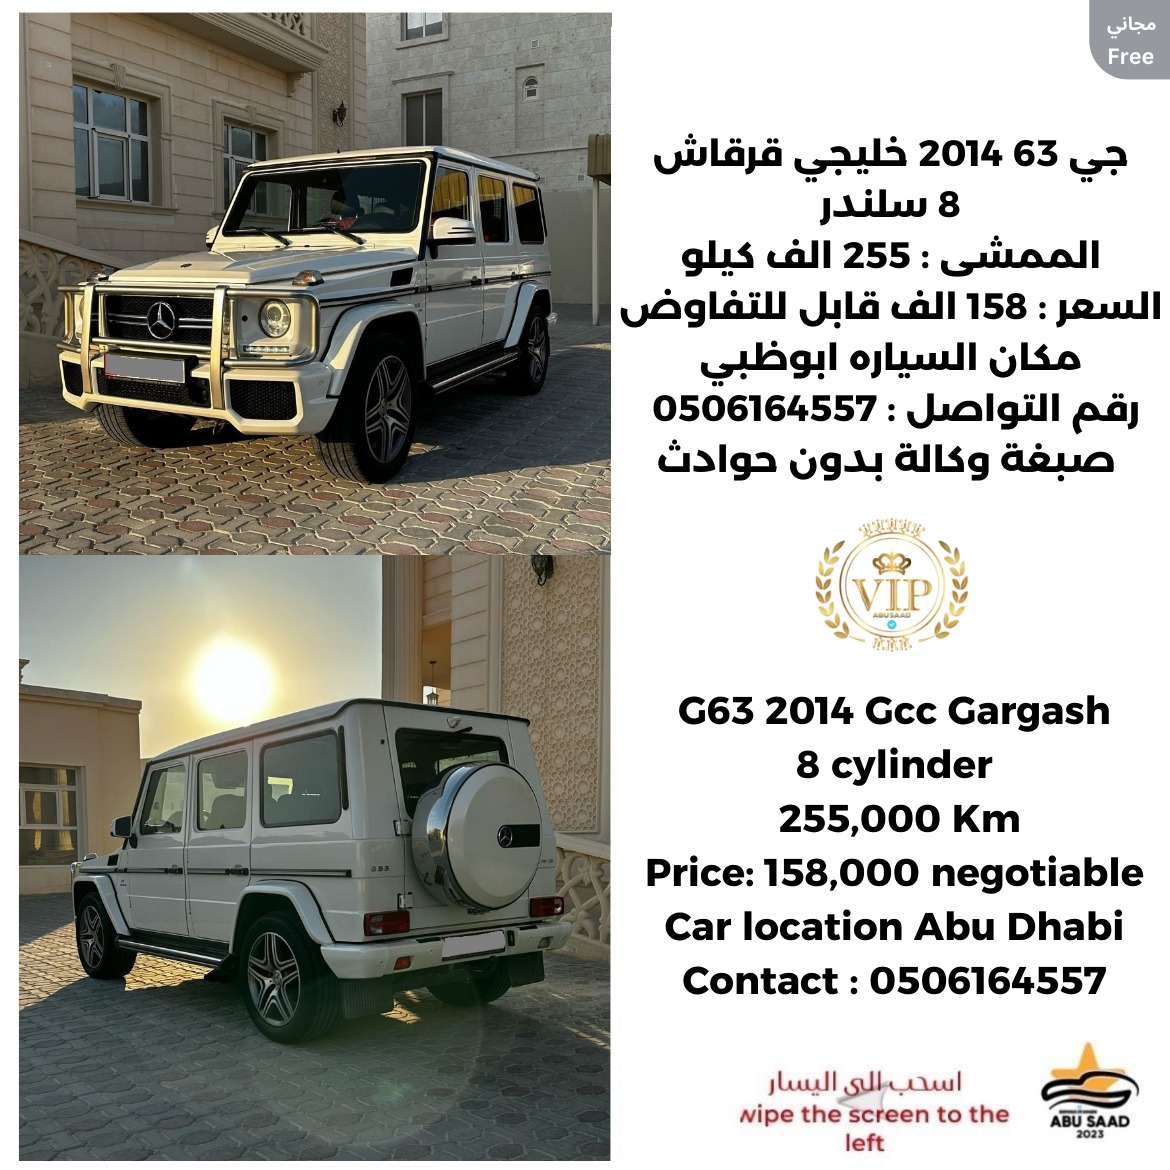 مجاني
Free
جي 63 2014 خليجي قرقاش
8 سلندر
الممشى : 255 الف كيلو
السعر : 158 الف قابل للتفاوض
مكان السياره ابوظبي
رقم التواصل : 0506164557
صبغة وكالة بدون حوادث
VIP
ABUSAAD
G63 2014 Gcc Gargash
8 cylinder
255,000 Km
Price: 158,000 negotiable
Car location Abu Dhabi
Contact : 0506164557
اسحب الى اليسار
wipe the screen to the
left
ABU SAAD
2023
G63